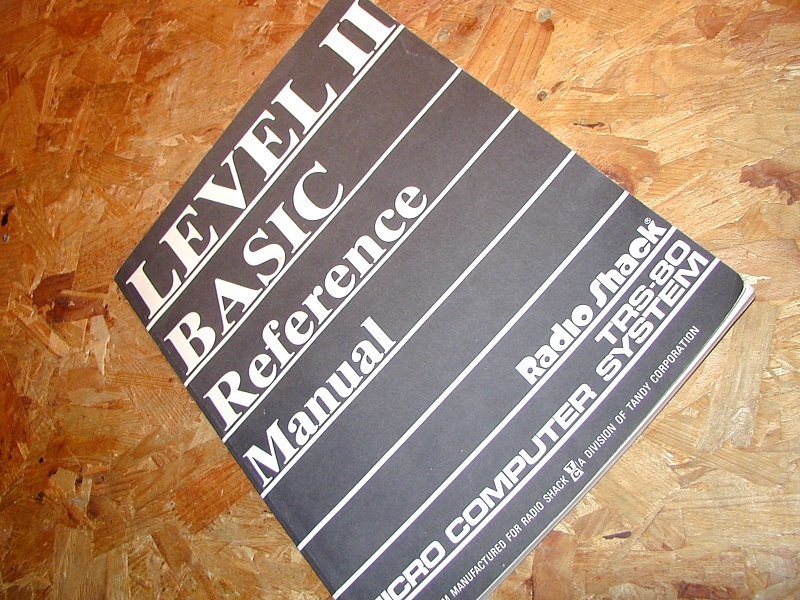 LEVEL II
BASIC
Reference
Manual
Radio Shack®
TRS-80
MICRO COMPUTER SYSTEM
MANUFACTURED FOR RADIO SHACK A DIVISION OF TANDY CORPORATION